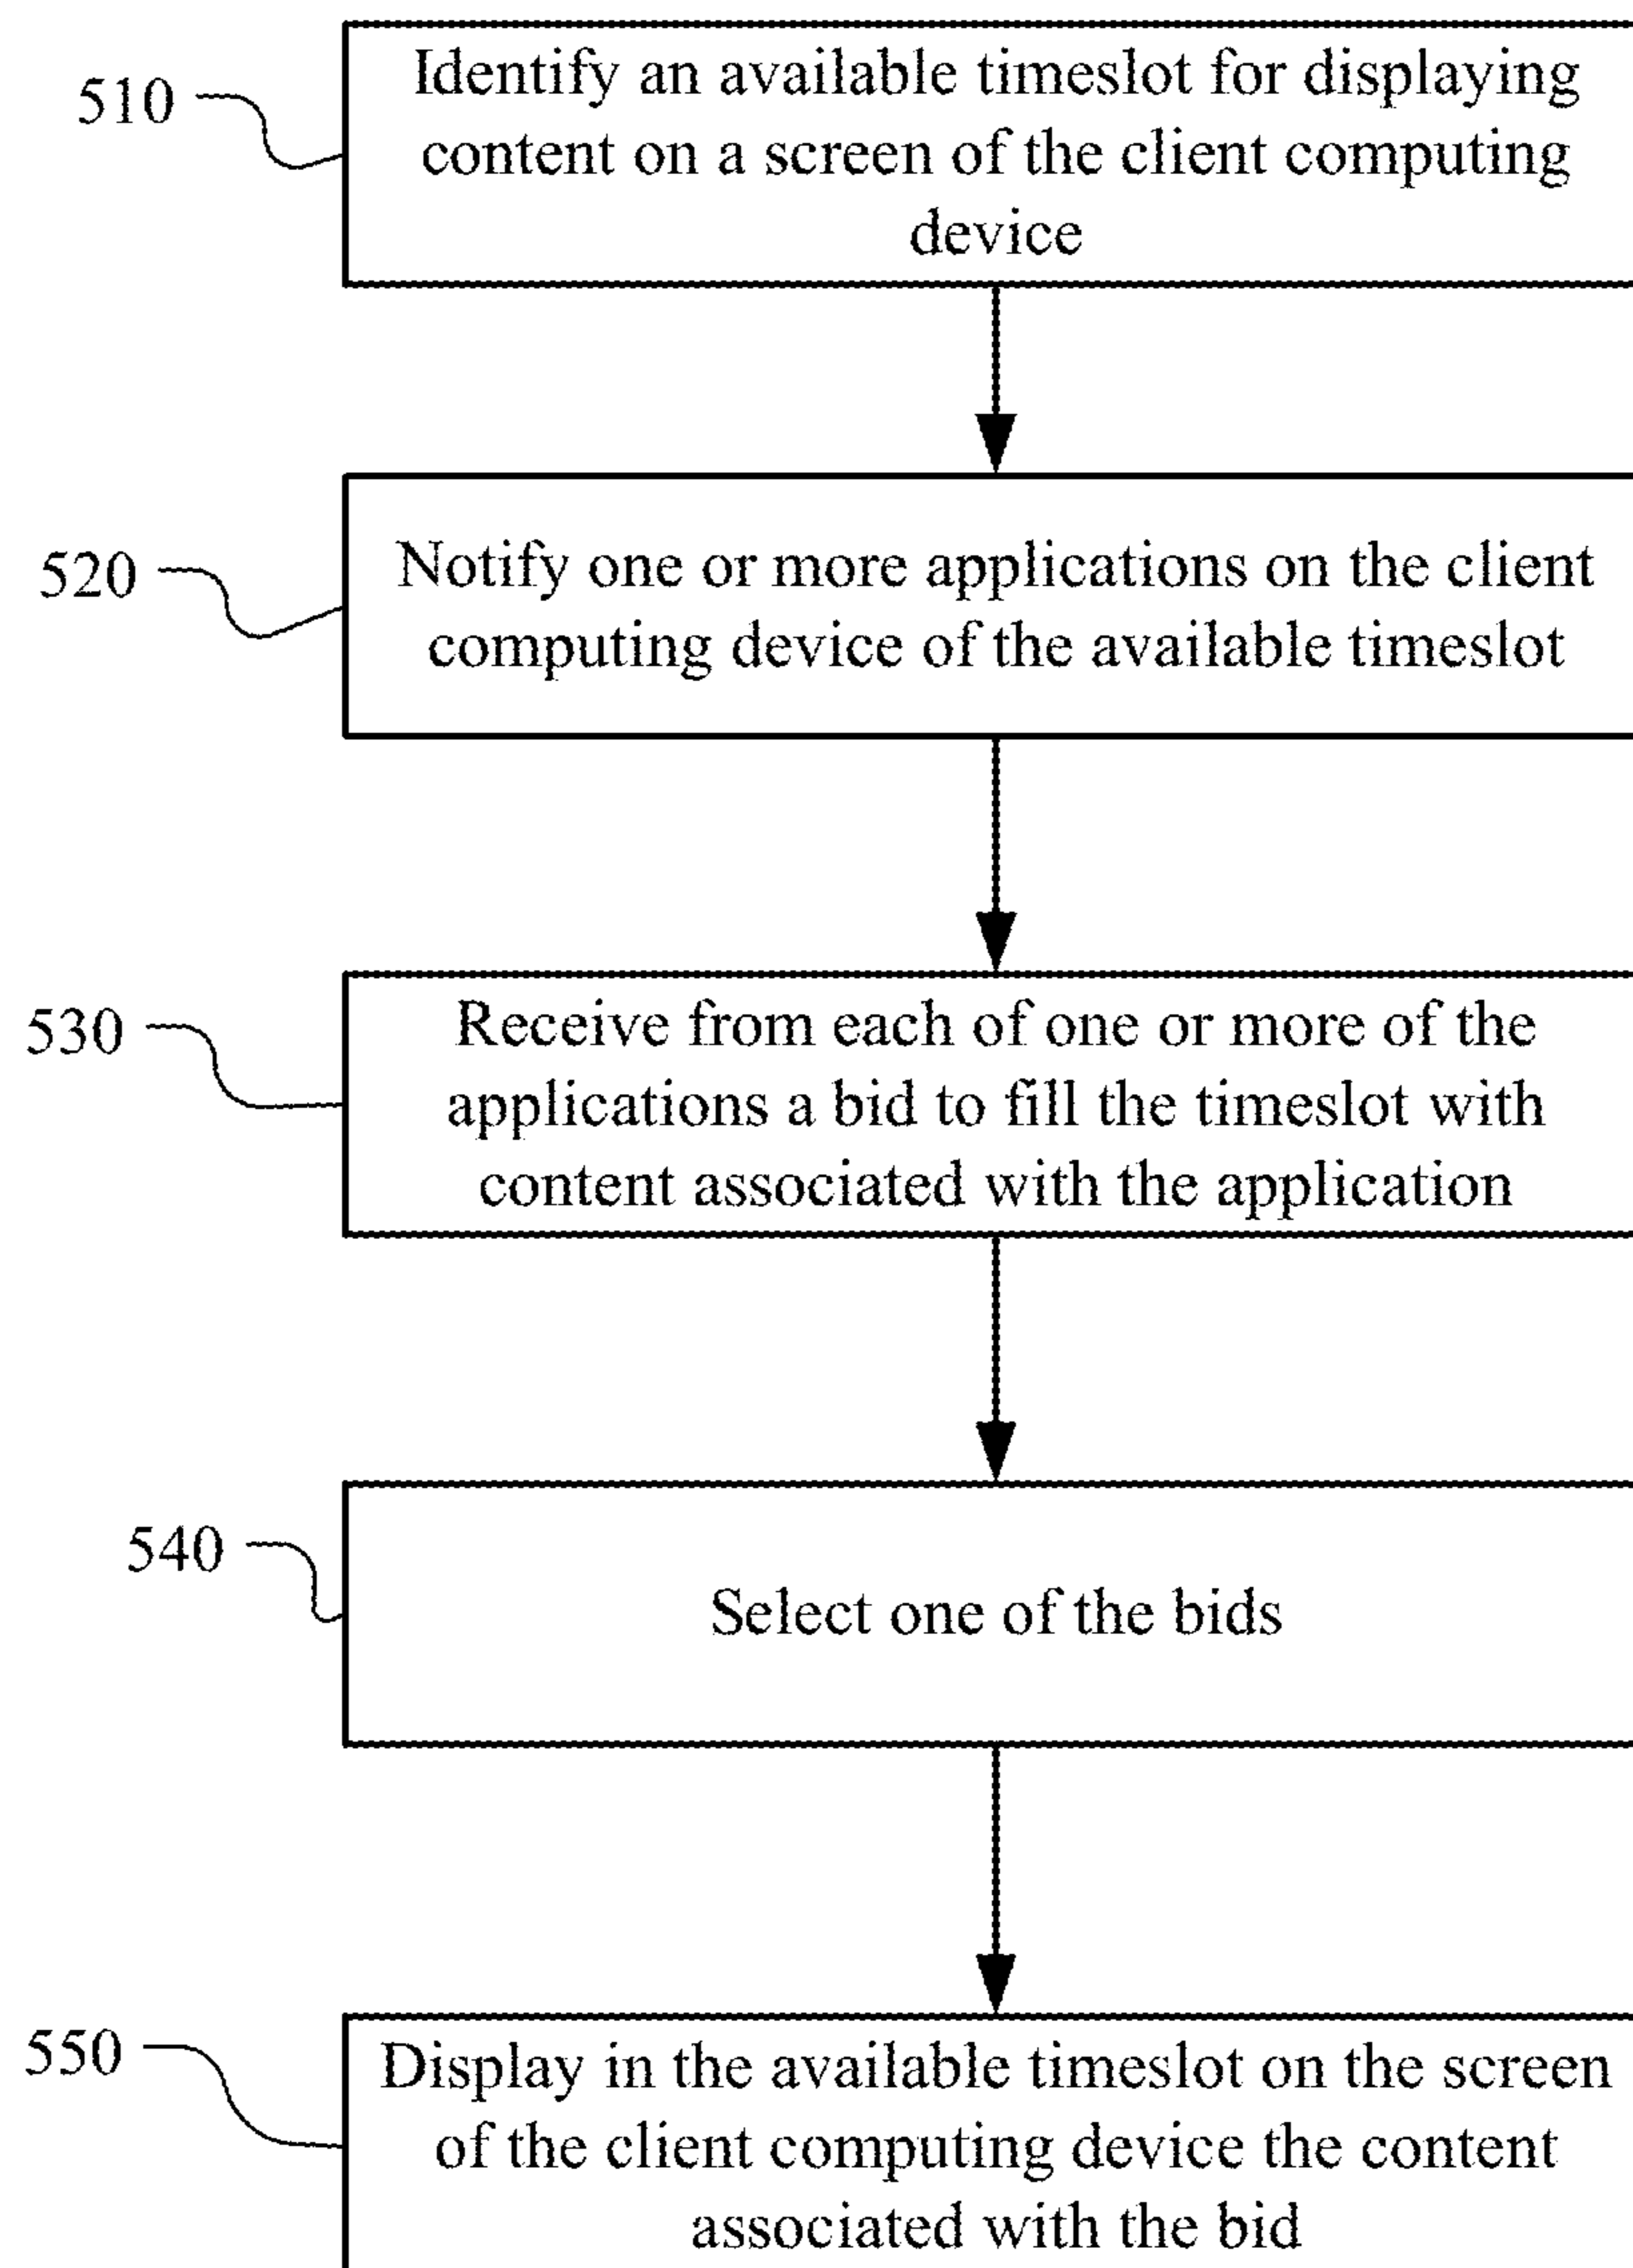 510
Identify an available timeslot for displaying
content on a screen of the client computing
device
520
Notify one or more applications on the client
computing device of the available timeslot
530
Receive from each of one or more of the
applications a bid to fill the timeslot with
content associated with the application
540
Select one of the bids
550
Display in the available timeslot on the screen
of the client computing device the content
associated with the bid